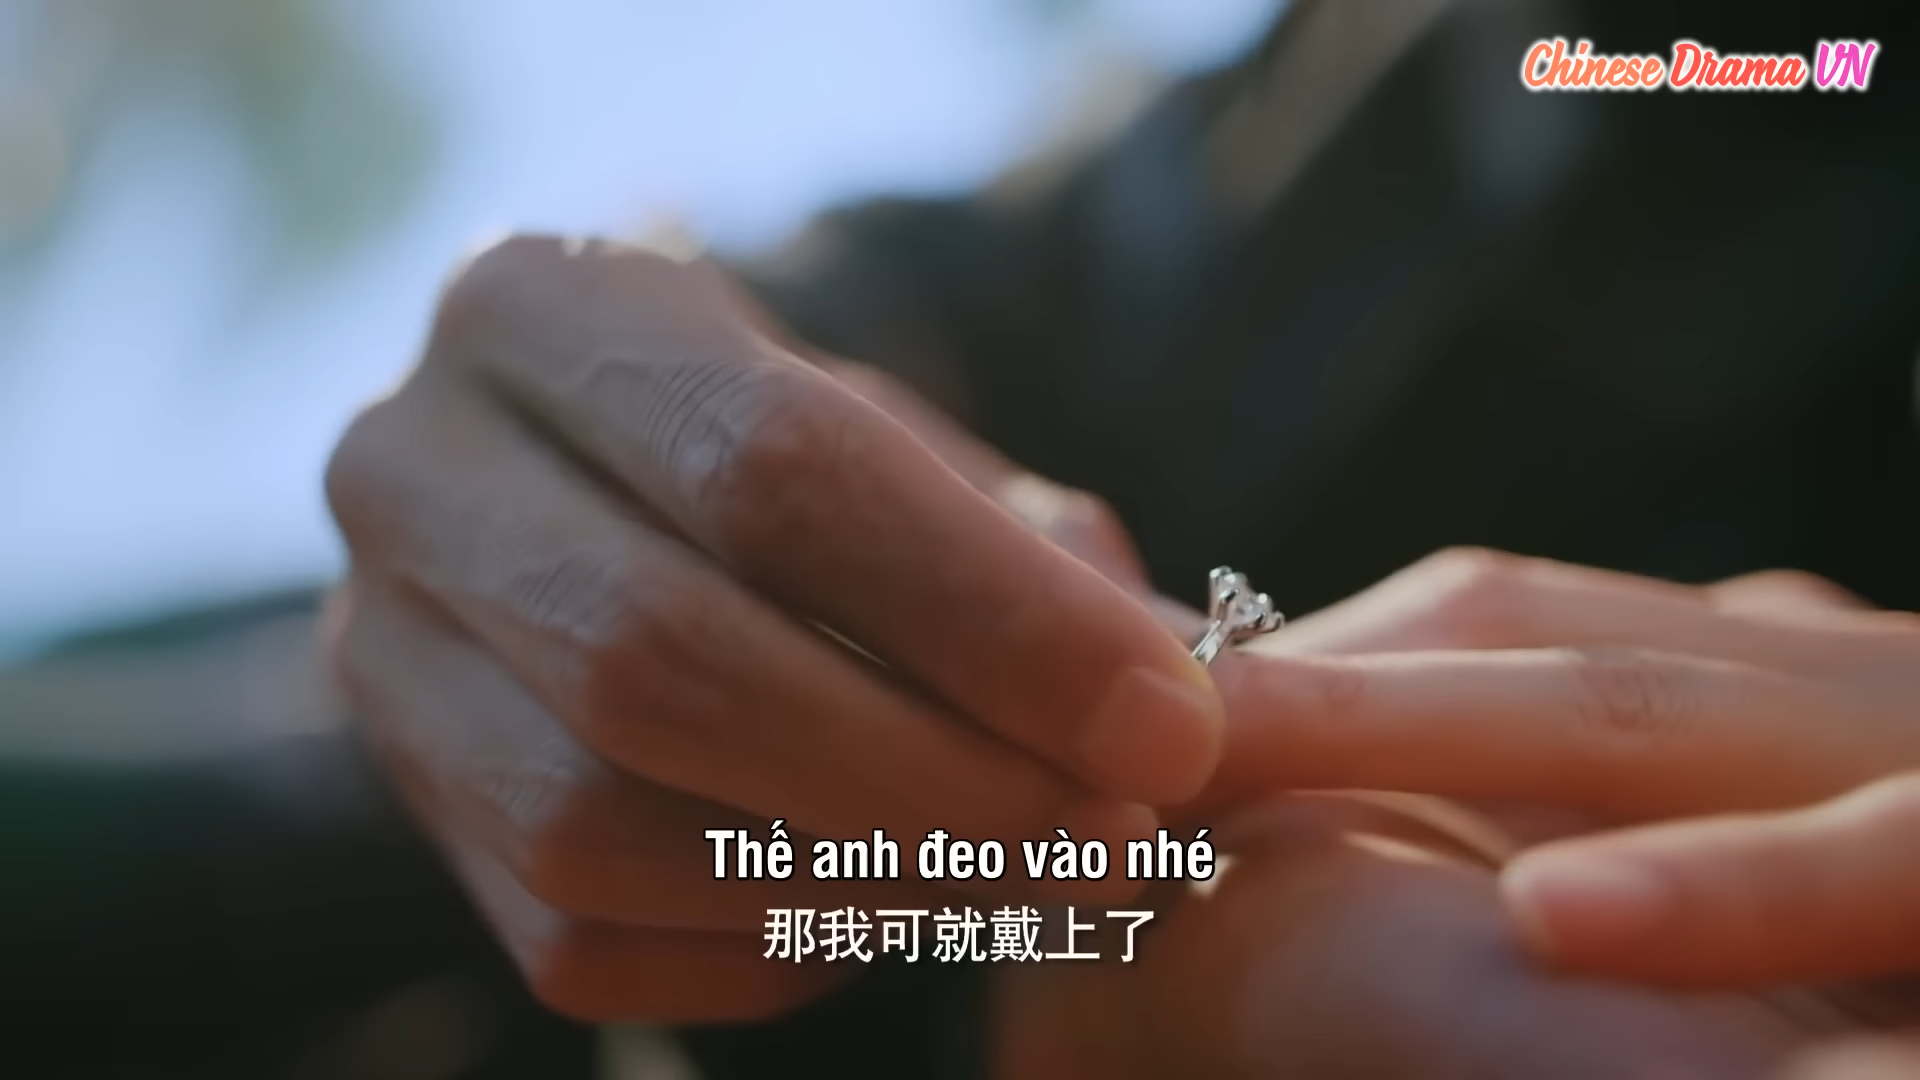 Chinese Drama VN
Thế anh đeo vào nhé
那我可就戴上了